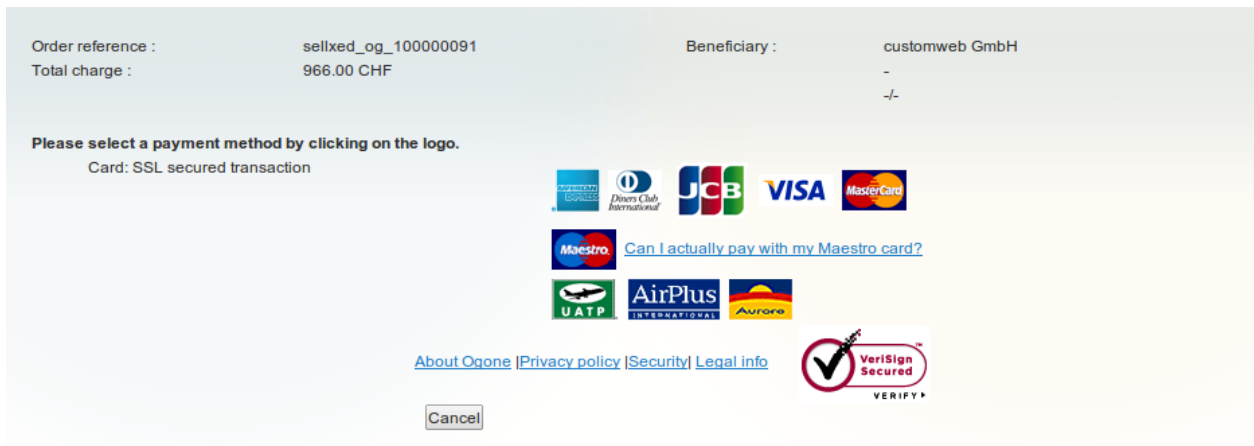 Order reference : sellxed_og_100000091 Beneficiary : customweb GmbH
Total charge : 966.00 CHF -
-/-
Please select a payment method by clicking on the logo.
Card: SSL secured transaction
AMERICAN EXPRESS Diners Club International JCB VISA MasterCard
Maestro Can I actually pay with my Maestro card?
UATP AirPlus INTERNATIONAL Aurore
About Ogone |Privacy policy |Security| Legal info VeriSign Secured VERIFY
Cancel